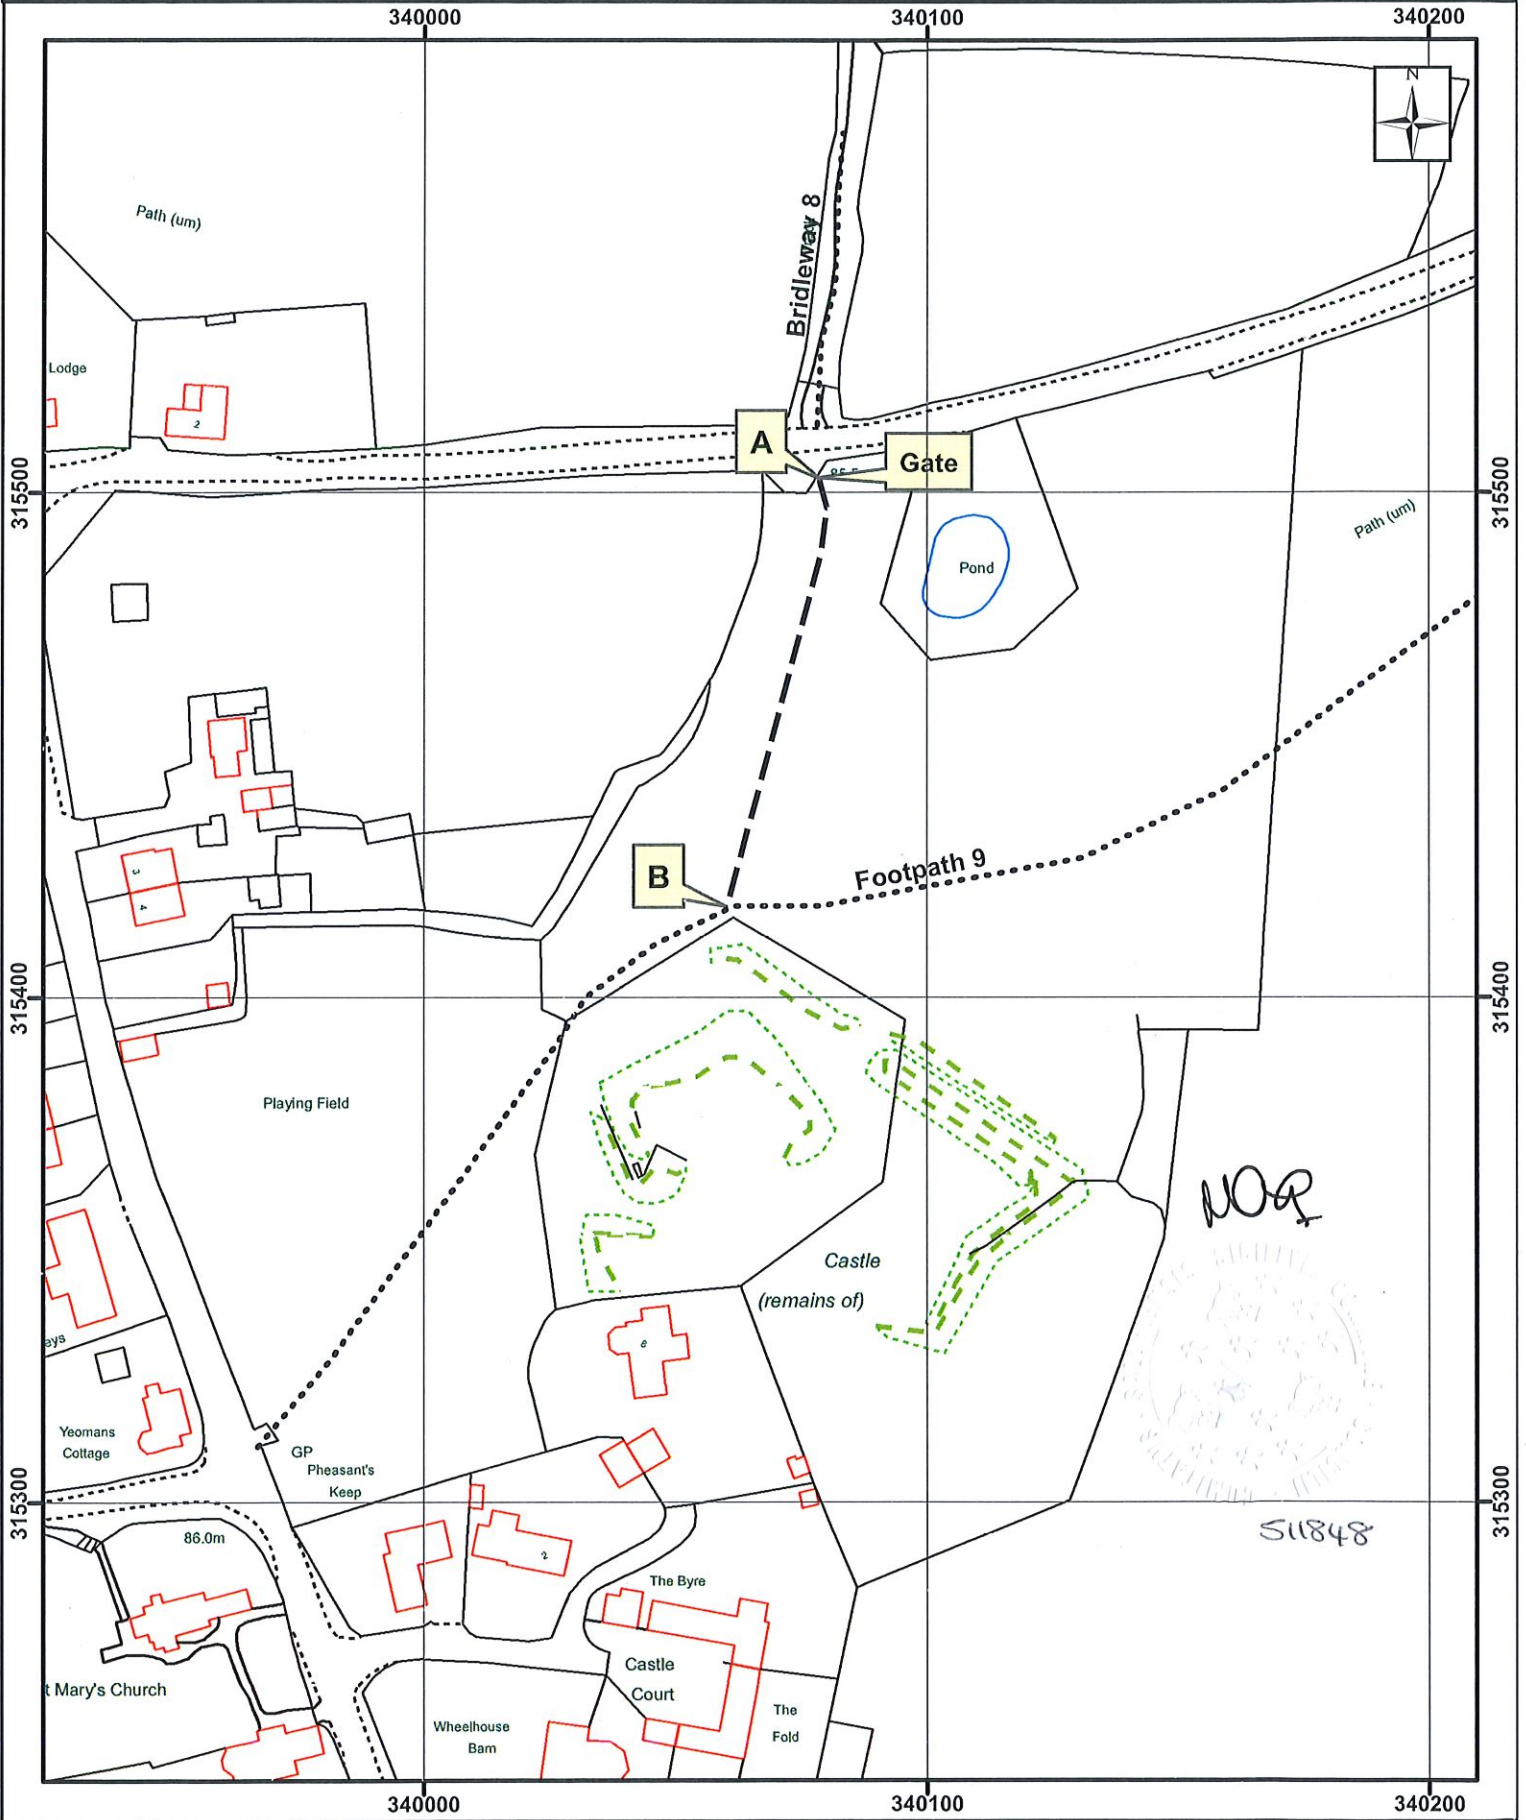 340000
340100
340200
N
Path (um)
Bridleway 8
Lodge
2
A
Gate
315500
315500
Path (um)
Pond
3
4
B
Footpath 9
315400
315400
Playing Field
Castle
(remains of)
eys
Yeomans
Cottage
GP
Pheasant's
Keep
315300
315300
511848
86.0m
2
The Byre
Castle
Court
t Mary's Church
The
Fold
Wheelhouse
Barn
340000
340100
340200